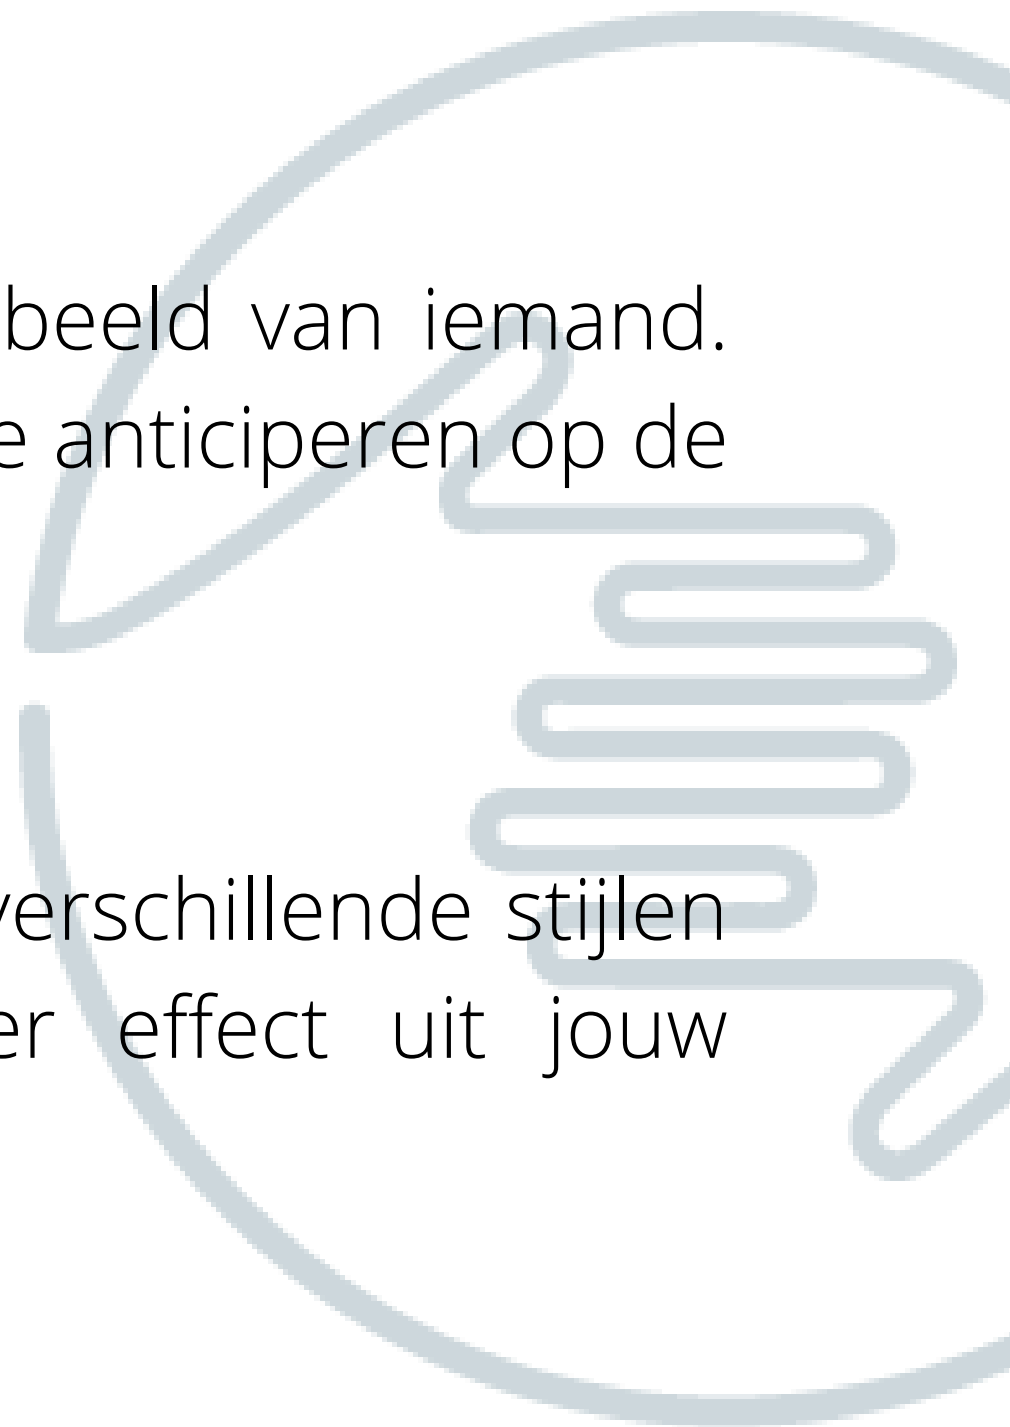 beeld van iemand.
e anticiperen op de
verschillende stijlen
er effect uit jouw